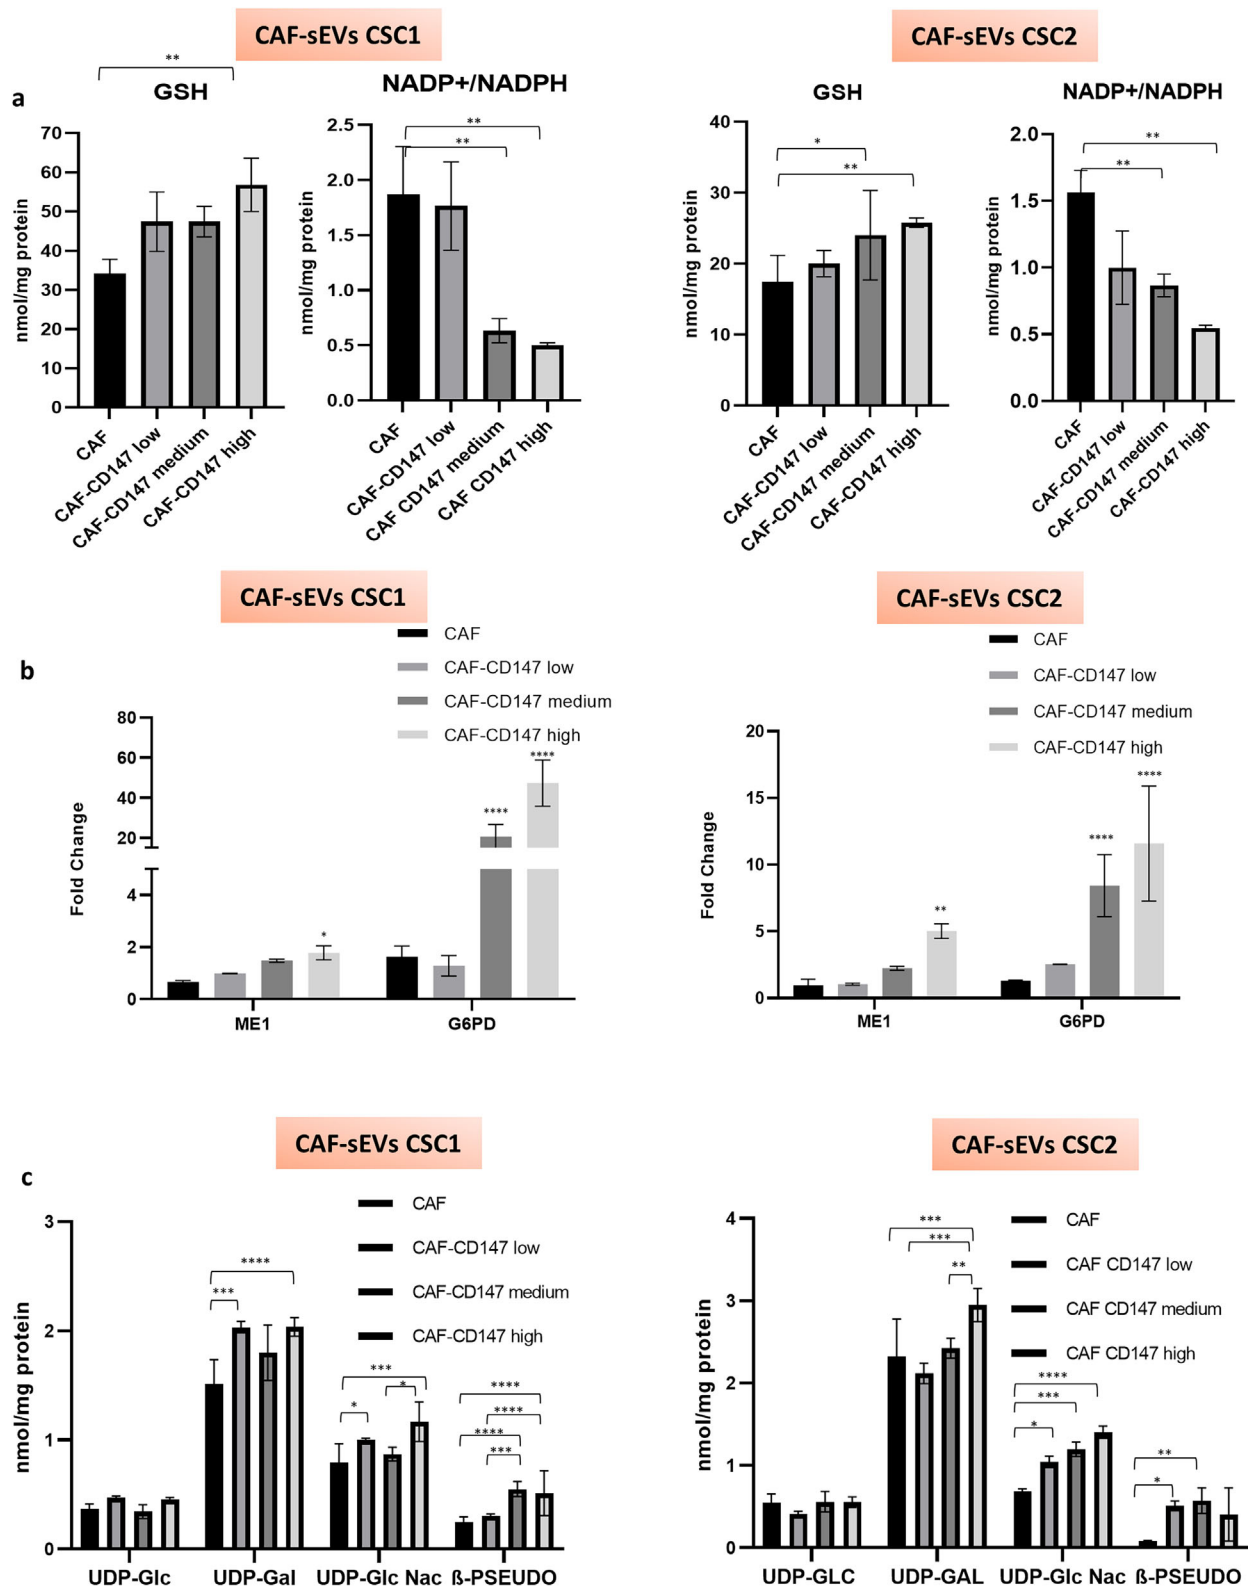 CAF-sEVs CSC1
CAF-sEVs CSC2
a
**
GSH
nmol/mg protein
70
60
50
40
30
20
10
0
CAF
CAF-CD147 low
CAF-CD147 medium
CAF-CD147 high
NADP+/NADPH
**
**
nmol/mg protein
2.5
2.0
1.5
1.0
0.5
0.0
CAF
CAF-CD147 low
CAF CD147 medium
CAF CD147 high
GSH
*
**
nmol/mg protein
40
30
20
10
0
CAF
CAF-CD147 low
CAF-CD147 medium
CAF-CD147 high
NADP+/NADPH
**
**
nmol/mg protein
2.0
1.5
1.0
0.5
0.0
CAF
CAF-CD147 low
CAF-CD147 medium
CAF-CD147 high
b
CAF-sEVs CSC1
CAF
CAF-CD147 low
CAF-CD147 medium
CAF-CD147 high
Fold Change
80
60
40
20
4
2
0
*
****
****
ME1
G6PD
CAF-sEVs CSC2
CAF
CAF-CD147 low
CAF-CD147 medium
CAF-CD147 high
Fold Change
20
15
10
5
0
**
****
****
ME1
G6PD
c
CAF-sEVs CSC1
CAF
CAF-CD147 low
CAF-CD147 medium
CAF-CD147 high
nmol/mg protein
3
2
1
0
****
***
***
*
*
****
****
****
***
UDP-Glc
UDP-Gal
UDP-Glc Nac
ß-PSEUDO
CAF-sEVs CSC2
CAF
CAF CD147 low
CAF CD147 medium
CAF CD147 high
nmol/mg protein
4
3
2
1
0
***
***
**
****
***
*
**
*
UDP-GLC
UDP-GAL
UDP-Glc Nac
ß-PSEUDO